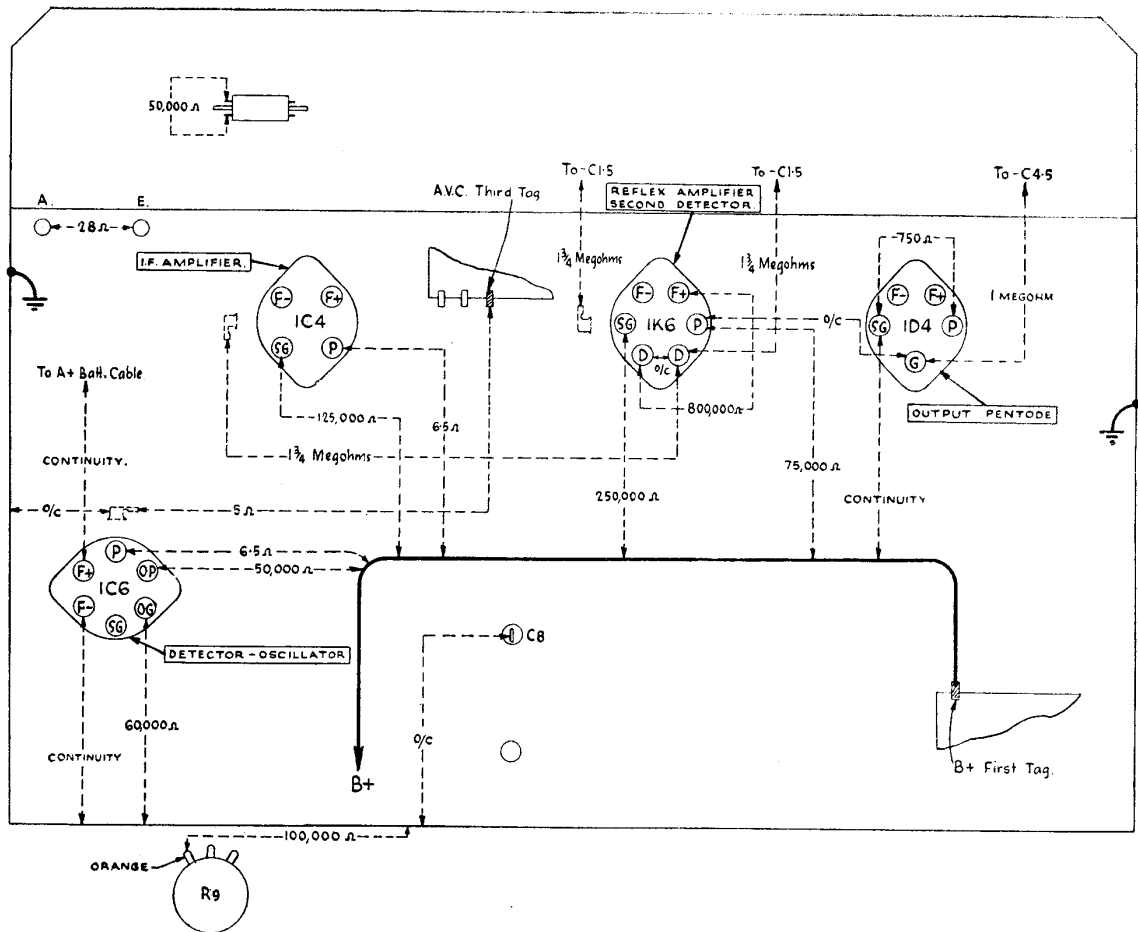 50,000 Ω
To -C1·5
To -C1·5
To -C4·5
A.V.C. Third Tag
REFLEX AMPLIFIER
SECOND DETECTOR.
A.
E.
28 Ω
750 Ω
I.F. AMPLIFIER.
1¾ Megohms
1¾ Megohms
1 MEGOHM
F-
F+
1C4
SG
P
F-
F+
SG
1K6
P
D
D
O/C
O/C
F-
F+
SG
1D4
P
G
To A+ Batt. Cable
125,000 Ω
6·5 Ω
800,000 Ω
OUTPUT PENTODE
1¾ Megohms
CONTINUITY.
75,000 Ω
250,000 Ω
CONTINUITY
O/C
5 Ω
P
6·5 Ω
F+
OP
50,000 Ω
1C6
F-
OG
SG
C8
DETECTOR-OSCILLATOR
60,000 Ω
O/C
CONTINUITY
B+
B+ First Tag.
100,000 Ω
ORANGE
R9